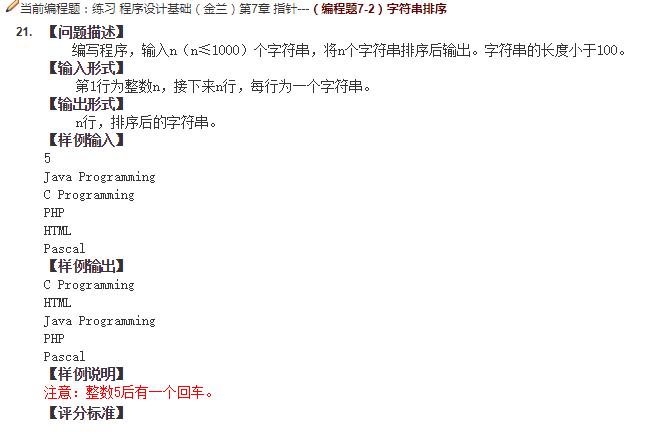 当前编程题：练习 程序设计基础（金兰）第7章 指针---（编程题7-2）字符串排序
21. 【问题描述】
编写程序，输入n（n≤1000）个字符串，将n个字符串排序后输出。字符串的长度小于100。
【输入形式】
第1行为整数n，接下来n行，每行为一个字符串。
【输出形式】
n行，排序后的字符串。
【样例输入】
5
Java Programming
C Programming
PHP
HTML
Pascal
【样例输出】
C Programming
HTML
Java Programming
PHP
Pascal
【样例说明】
注意：整数5后有一个回车。
【评分标准】